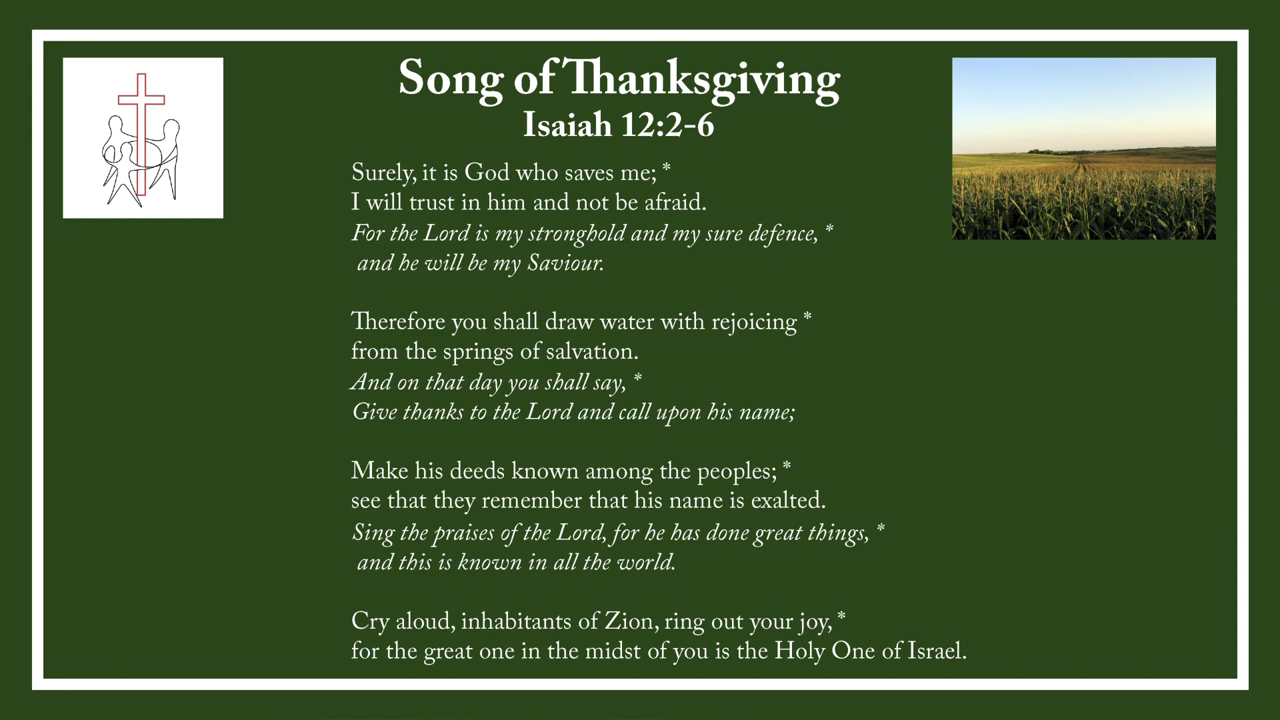 Song of Thanksgiving
Isaiah 12:2-6
Surely, it is God who saves me; *
I will trust in him and not be afraid.
For the Lord is my stronghold and my sure defence, *
and he will be my Saviour.
Therefore you shall draw water with rejoicing *
from the springs of salvation.
And on that day you shall say, *
Give thanks to the Lord and call upon his name;
Make his deeds known among the peoples; *
see that they remember that his name is exalted.
Sing the praises of the Lord, for he has done great things, *
and this is known in all the world.
Cry aloud, inhabitants of Zion, ring out your joy, *
for the great one in the midst of you is the Holy One of Israel.